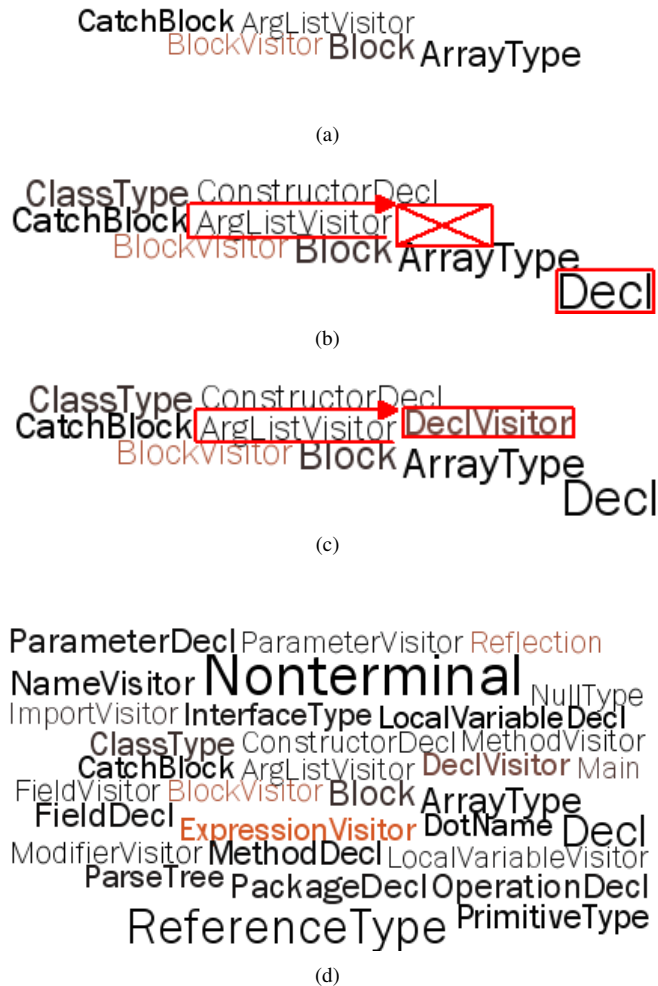 CatchBlock ArgListVisitor
BlockVisitor Block ArrayType
(a)
ClassType ConstructorDecl
CatchBlock ArgListVisitor
BlockVisitor Block ArrayType
Decl
(b)
ClassType ConstructorDecl
CatchBlock ArgListVisitor DeclVisitor
BlockVisitor Block ArrayType
Decl
(c)
ParameterDecl ParameterVisitor Reflection
NameVisitor Nonterminal NullType
ImportVisitor InterfaceType LocalVariableDecl
ClassType ConstructorDecl MethodVisitor
CatchBlock ArgListVisitor DeclVisitor Main
FieldVisitor BlockVisitor Block ArrayType
FieldDecl ExpressionVisitor DotName Decl
ModifierVisitor MethodDecl LocalVariableVisitor
ParseTree PackageDecl OperationDecl
ReferenceType PrimitiveType
(d)